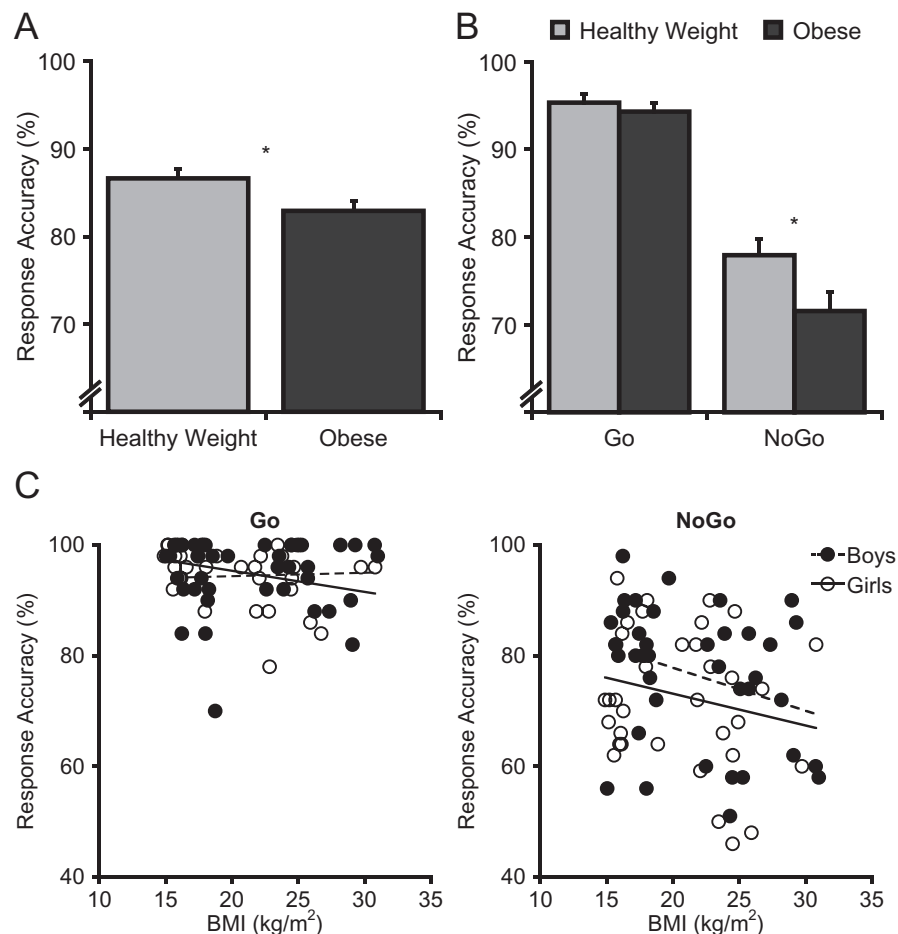 A
Response Accuracy (%)
100
90
80
70
*
Healthy Weight
Obese
B
Healthy Weight
Obese
Response Accuracy (%)
100
90
80
70
*
Go
NoGo
C
Go
Response Accuracy (%)
100
80
60
40
10 15 20 25 30 35
BMI (kg/m²)
NoGo
Boys
Girls
Response Accuracy (%)
100
80
60
40
10 15 20 25 30 35
BMI (kg/m²)